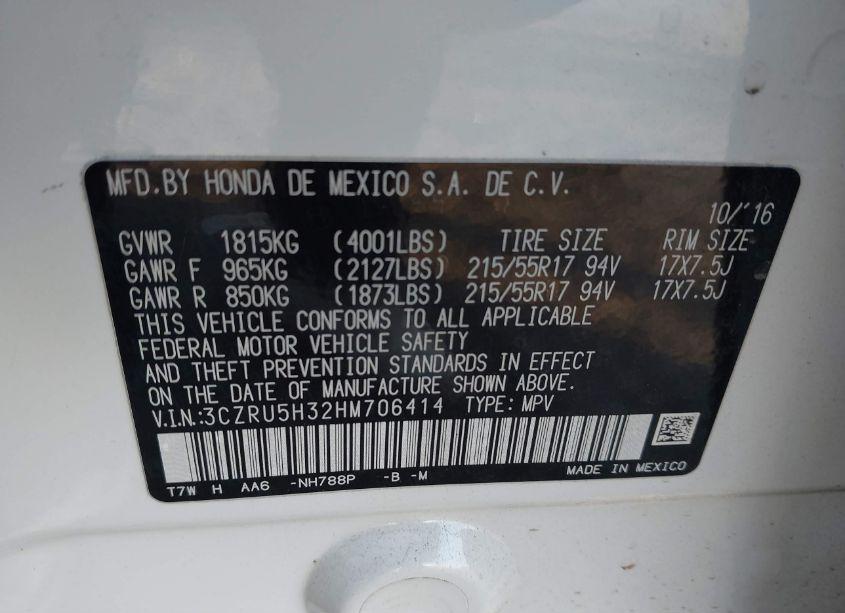 MFD.BY HONDA DE MEXICO S.A. DE C.V.
10/'16
GVWR 1815KG (4001LBS) TIRE SIZE RIM SIZE
GAWR F 965KG (2127LBS) 215/55R17 94V 17X7.5J
GAWR R 850KG (1873LBS) 215/55R17 94V 17X7.5J
THIS VEHICLE CONFORMS TO ALL APPLICABLE
FEDERAL MOTOR VEHICLE SAFETY
AND THEFT PREVENTION STANDARDS IN EFFECT
ON THE DATE OF MANUFACTURE SHOWN ABOVE.
V.I.N.:3CZRU5H32HM706414 TYPE: MPV
MADE IN MEXICO
T7W H AA6 -NH788P -B -M